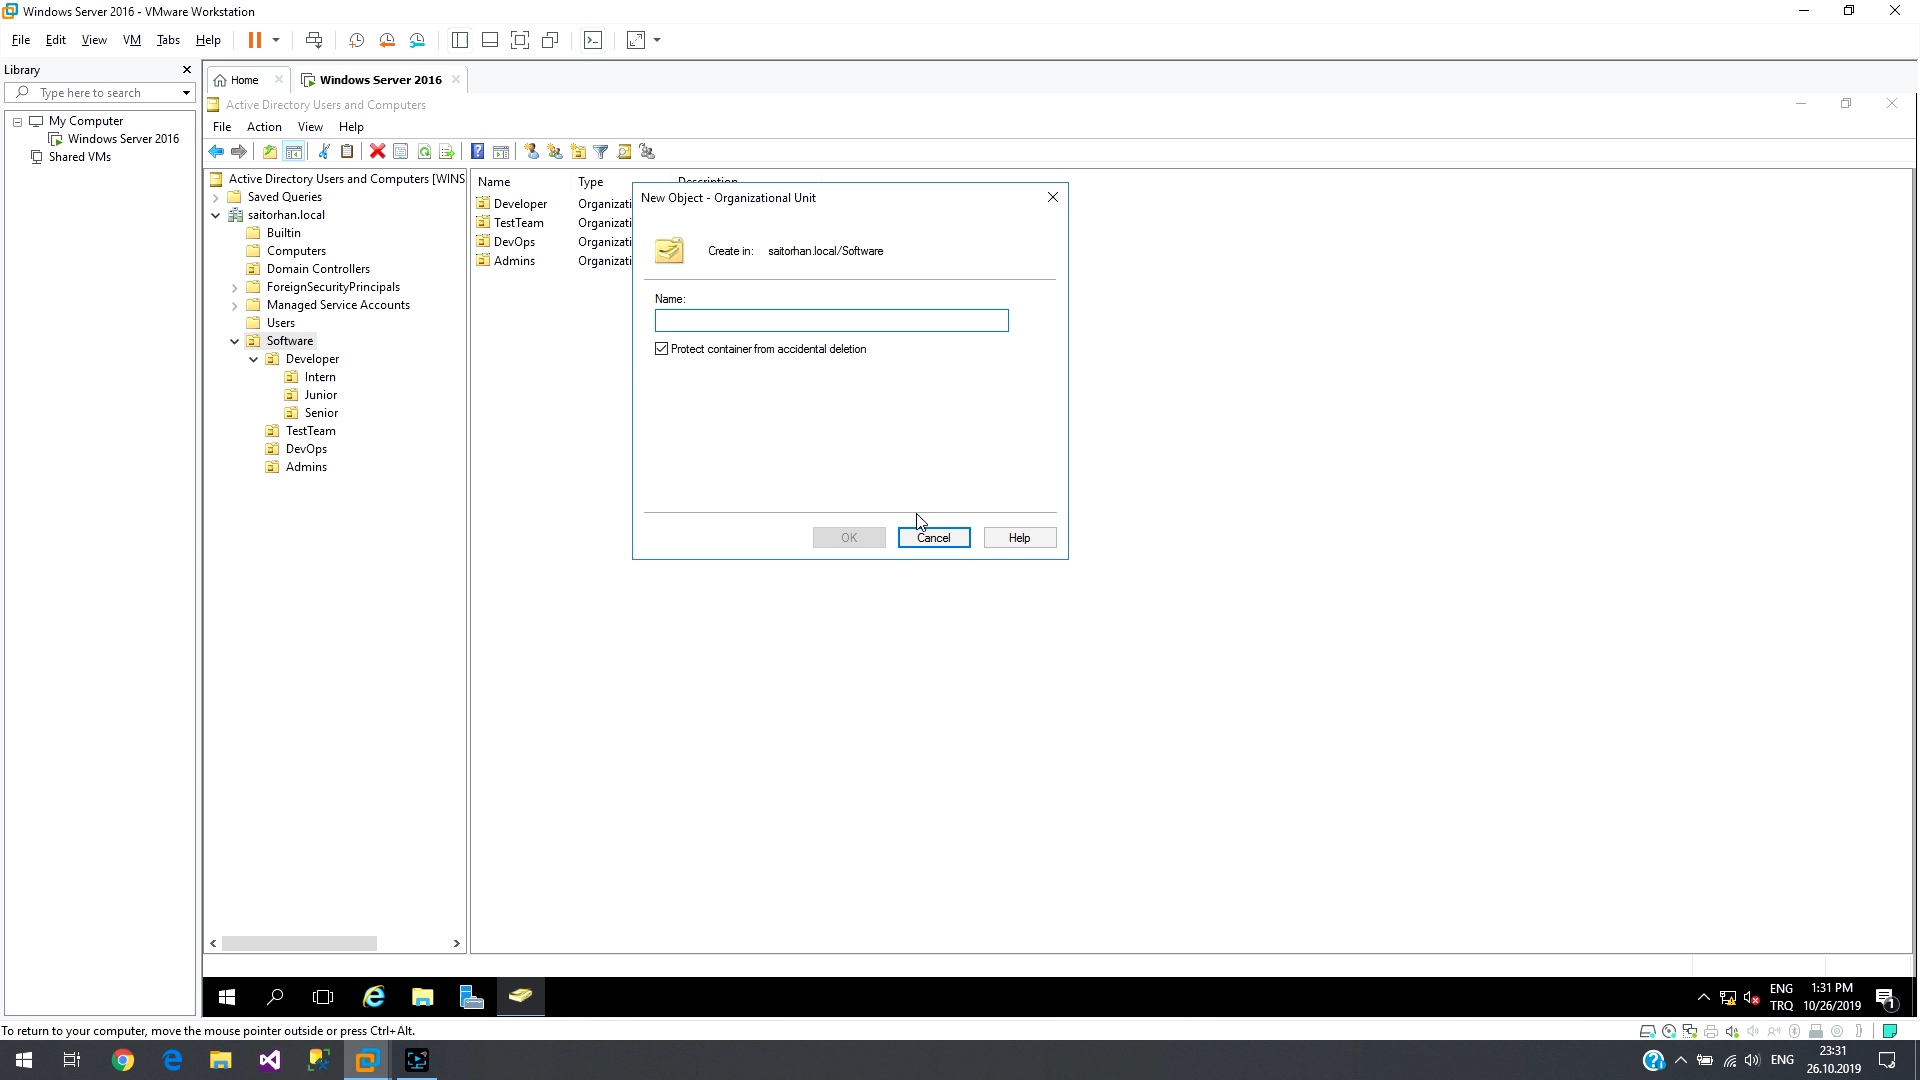 Windows Server 2016 - VMware Workstation
File Edit View VM Tabs Help
Library
Type here to search
My Computer
Windows Server 2016
Shared VMs
Home
Windows Server 2016
Active Directory Users and Computers
File Action View Help
Active Directory Users and Computers [WINS
Saved Queries
saitorhan.local
Builtin
Computers
Domain Controllers
ForeignSecurityPrincipals
Managed Service Accounts
Users
Software
Developer
Intern
Junior
Senior
TestTeam
DevOps
Admins
Name Type Description
Developer Organizati
TestTeam Organizati
DevOps Organizati
Admins Organizati
New Object - Organizational Unit
Create in: saitorhan.local/Software
Name:
Protect container from accidental deletion
OK Cancel Help
ENG 1:31 PM
TRQ 10/26/2019
1
To return to your computer, move the mouse pointer outside or press Ctrl+Alt.
ENG 23:31
26.10.2019